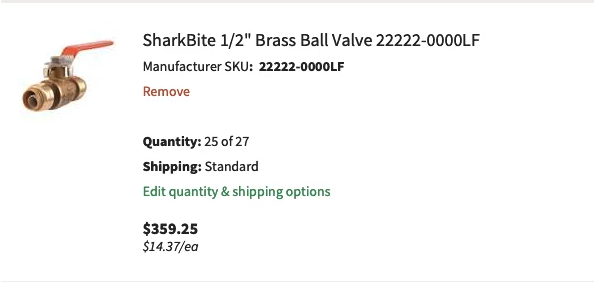 SharkBite 1/2" Brass Ball Valve 22222-0000LF
Manufacturer SKU: 22222-0000LF
Remove
Quantity: 25 of 27
Shipping: Standard
Edit quantity & shipping options
$359.25
$14.37/ea